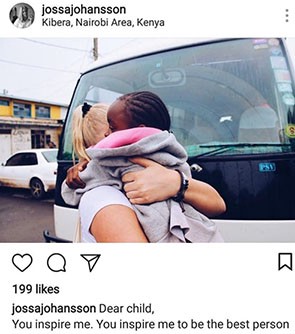 jossajohansson
Kibera, Nairobi Area, Kenya
PS1
199 likes
jossajohansson Dear child,
You inspire me. You inspire me to be the best person